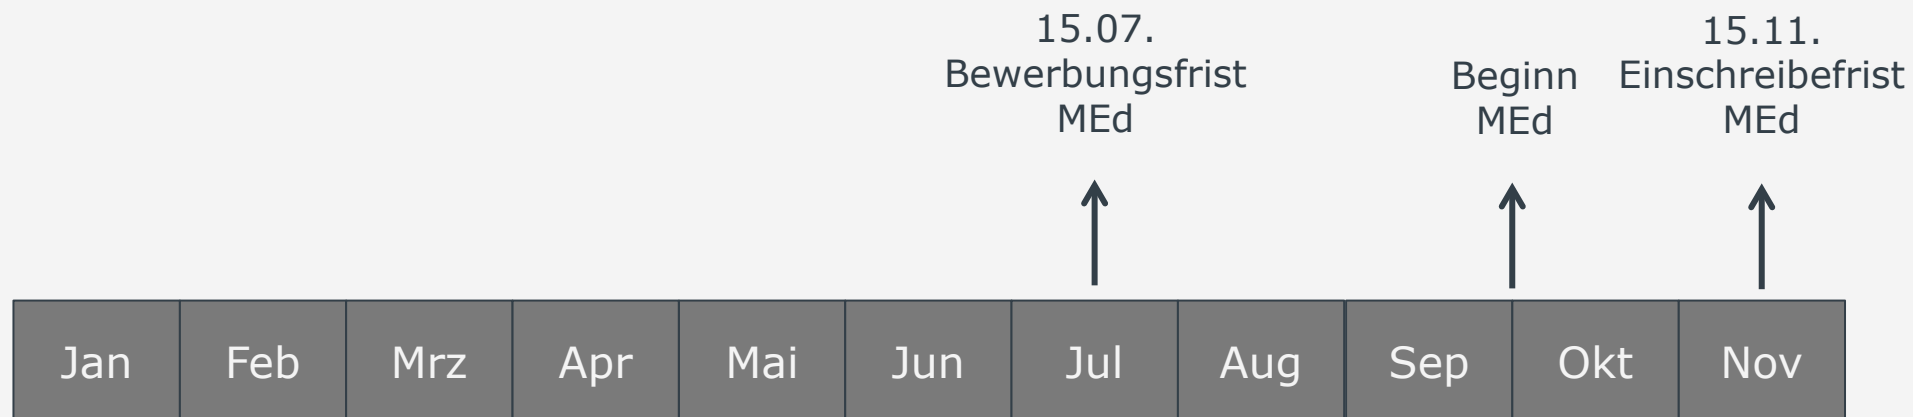 15.07.
Bewerbungsfrist
MEd
Beginn
MEd
15.11.
Einschreibefrist
MEd
Jan Feb Mrz Apr Mai Jun Jul Aug Sep Okt Nov